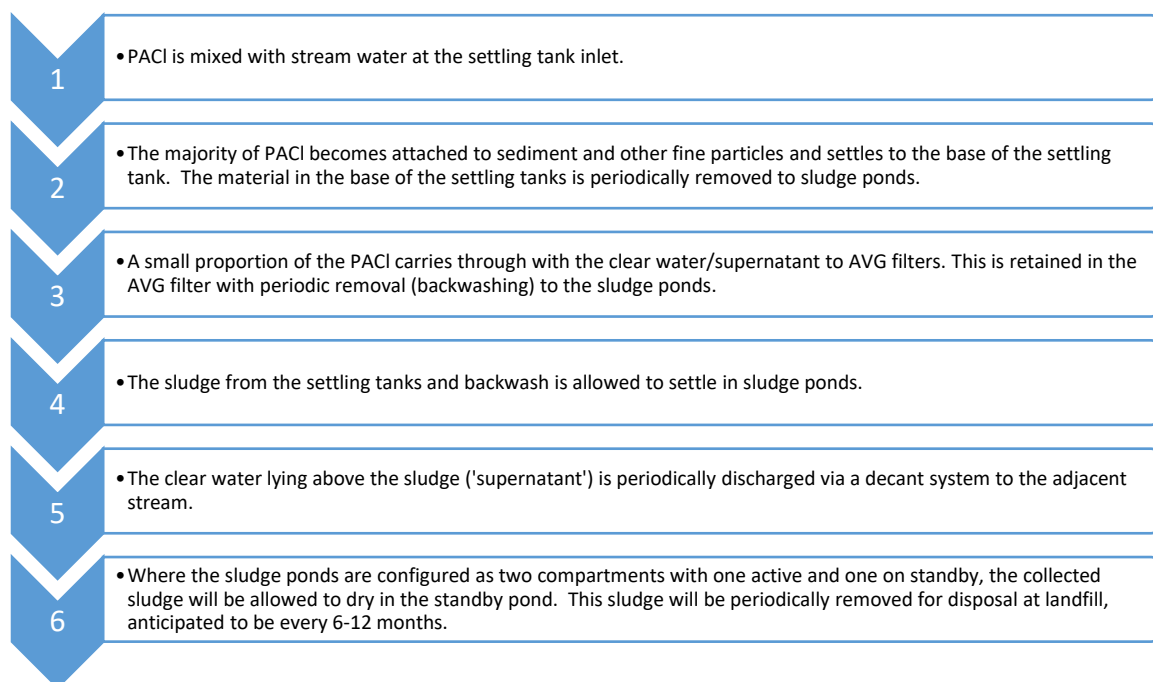 1
•PACl is mixed with stream water at the settling tank inlet.
2
•The majority of PACl becomes attached to sediment and other fine particles and settles to the base of the settling
tank.  The material in the base of the settling tanks is periodically removed to sludge ponds.
3
•A small proportion of the PACl carries through with the clear water/supernatant to AVG filters. This is retained in the
AVG filter with periodic removal (backwashing) to the sludge ponds.
4
•The sludge from the settling tanks and backwash is allowed to settle in sludge ponds.
5
•The clear water lying above the sludge ('supernatant') is periodically discharged via a decant system to the adjacent
stream.
6
•Where the sludge ponds are configured as two compartments with one active and one on standby, the collected
sludge will be allowed to dry in the standby pond.  This sludge will be periodically removed for disposal at landfill,
anticipated to be every 6-12 months.